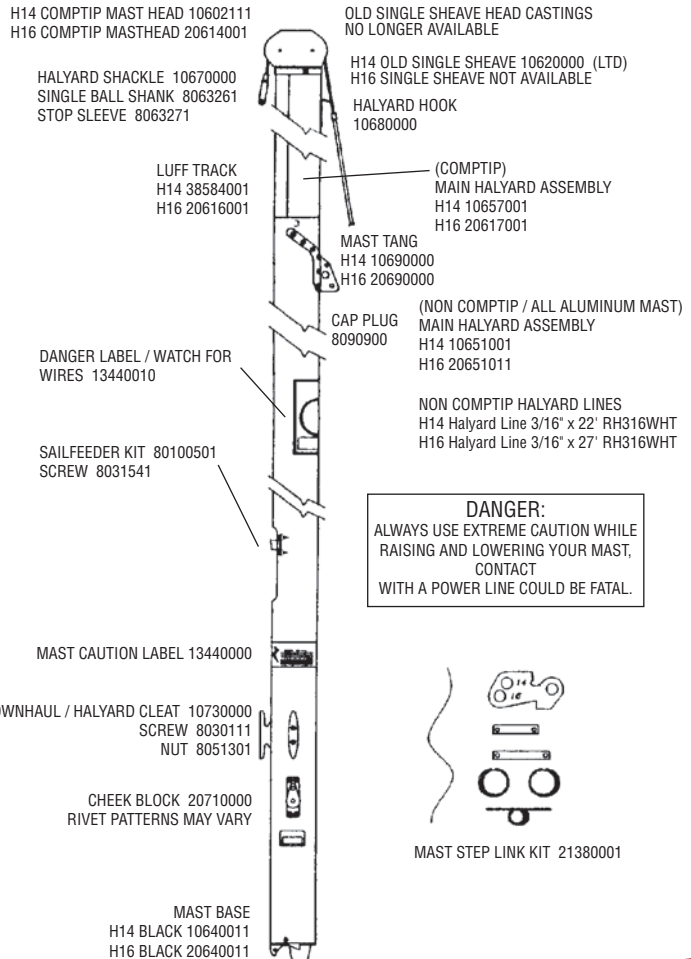 H14 COMPTIP MAST HEAD 10602111
H16 COMPTIP MASTHEAD 20614001
OLD SINGLE SHEAVE HEAD CASTINGS
NO LONGER AVAILABLE
H14 OLD SINGLE SHEAVE 10620000 (LTD)
H16 SINGLE SHEAVE NOT AVAILABLE
HALYARD SHACKLE 10670000
SINGLE BALL SHANK 8063261
STOP SLEEVE 8063271
HALYARD HOOK
10680000
LUFF TRACK
H14 38584001
H16 20616001
(COMPTIP)
MAIN HALYARD ASSEMBLY
H14 10657001
H16 20617001
MAST TANG
H14 10690000
H16 20690000
CAP PLUG
8090900
(NON COMPTIP / ALL ALUMINUM MAST)
MAIN HALYARD ASSEMBLY
H14 10651001
H16 20651011
DANGER LABEL / WATCH FOR
WIRES 13440010
NON COMPTIP HALYARD LINES
H14 Halyard Line 3/16" x 22' RH316WHT
H16 Halyard Line 3/16" x 27' RH316WHT
SAILFEEDER KIT 80100501
SCREW 8031541
DANGER:
ALWAYS USE EXTREME CAUTION WHILE
RAISING AND LOWERING YOUR MAST,
CONTACT
WITH A POWER LINE COULD BE FATAL.
MAST CAUTION LABEL 13440000
14
16
OWNHAUL / HALYARD CLEAT 10730000
SCREW 8030111
NUT 8051301
CHEEK BLOCK 20710000
RIVET PATTERNS MAY VARY
MAST STEP LINK KIT 21380001
MAST BASE
H14 BLACK 10640011
H16 BLACK 20640011